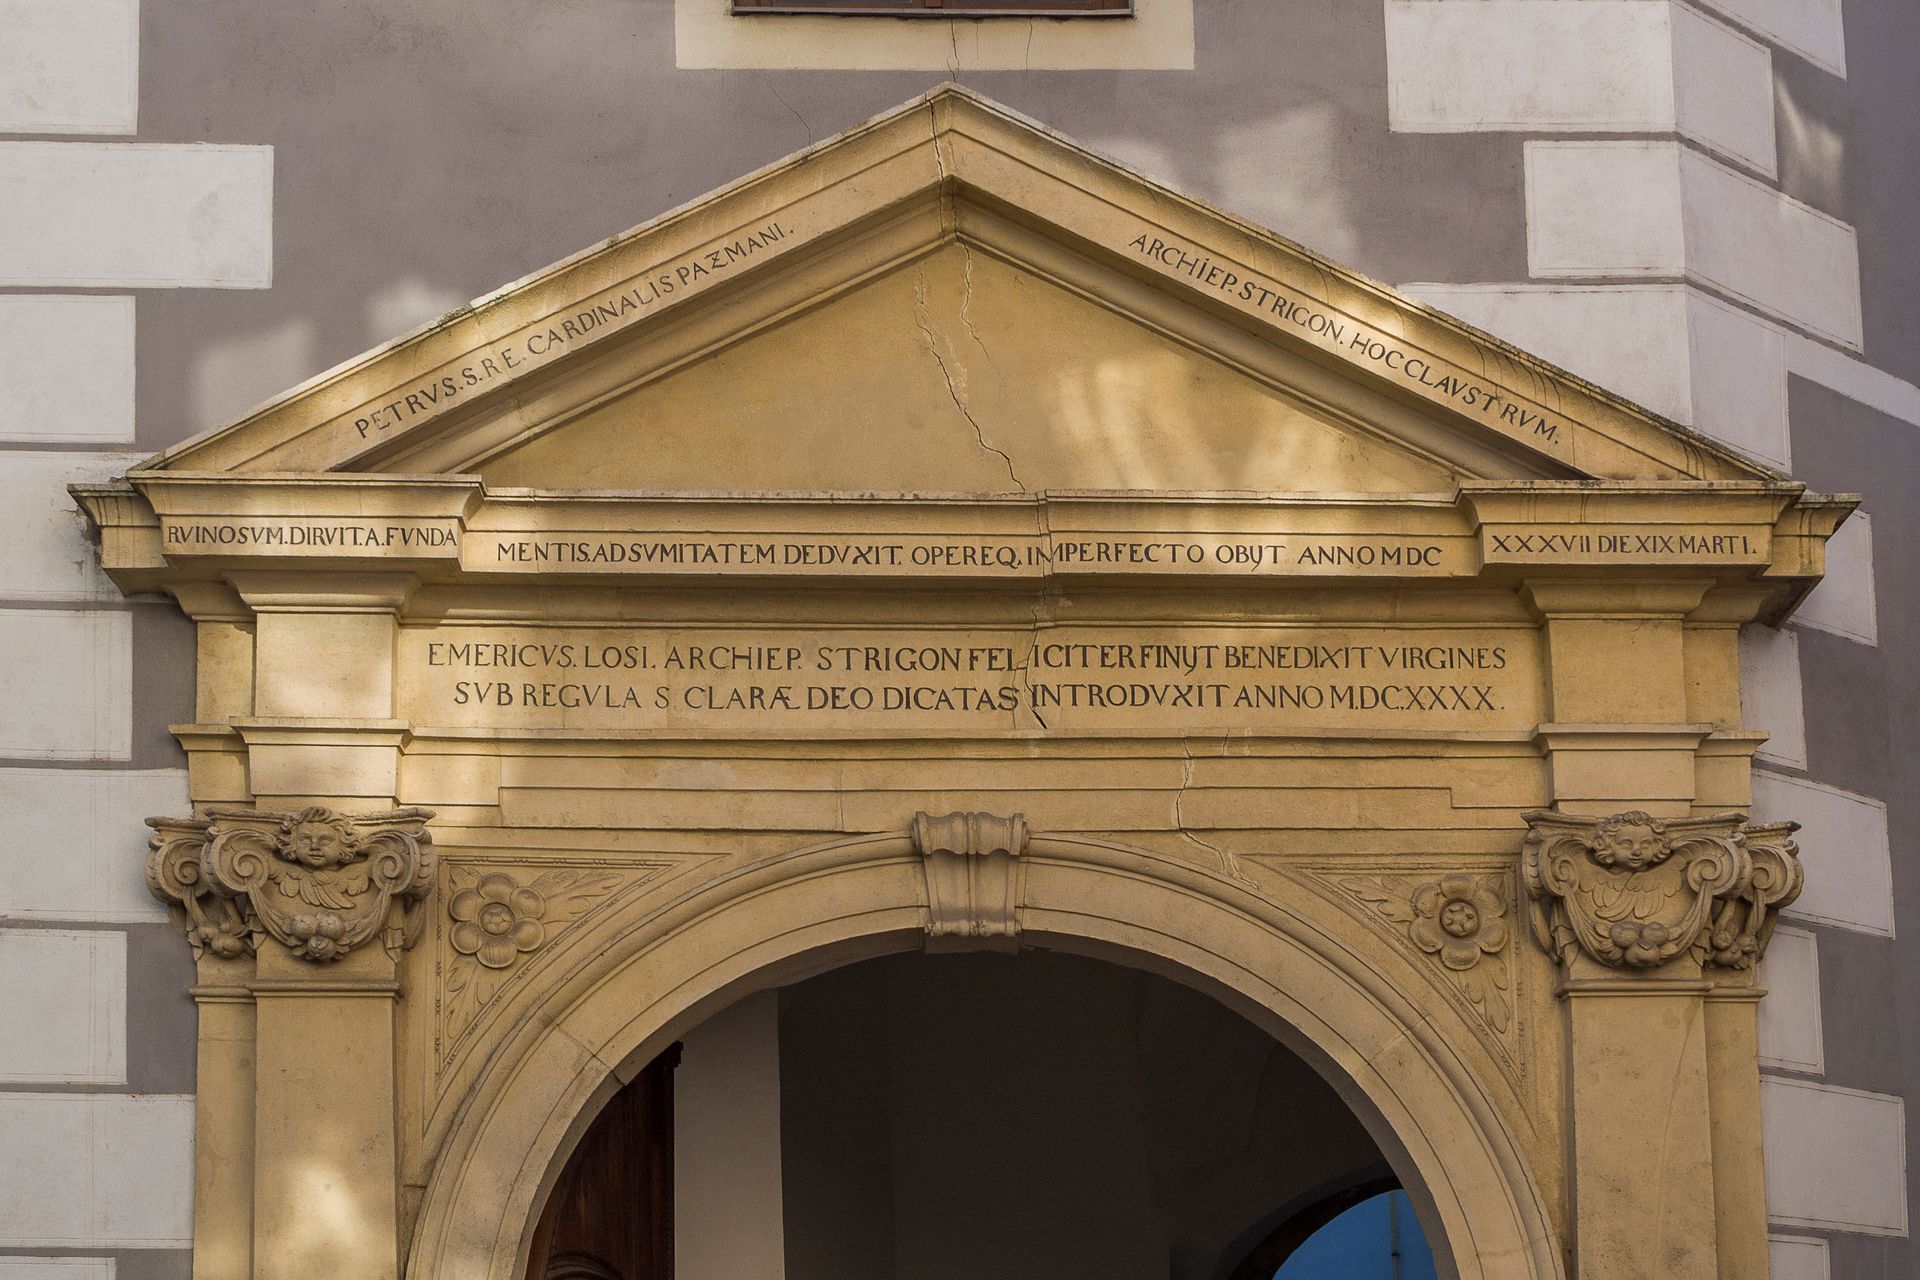 PETRVS.S.R.E.CARDINALIS PAZMANI.
ARCHIEP.STRIGON.HOC CLAVSTRVM.
RVINOSVM.DIRVIT.A.FVNDA
MENTIS.AD SVMITATEM DEDVXIT. OPEREQ.IMPERFECTO OBYT ANNO MDC
XXXVII DIE XIX MARTI.
EMERICVS. LOSI. ARCHIEP. STRIGON FELICITER FINYT BENEDIXIT VIRGINES
SVB REGVLA S. CLARÆ DEO DICATAS INTRODVXIT ANNO M.DC.XXXX.